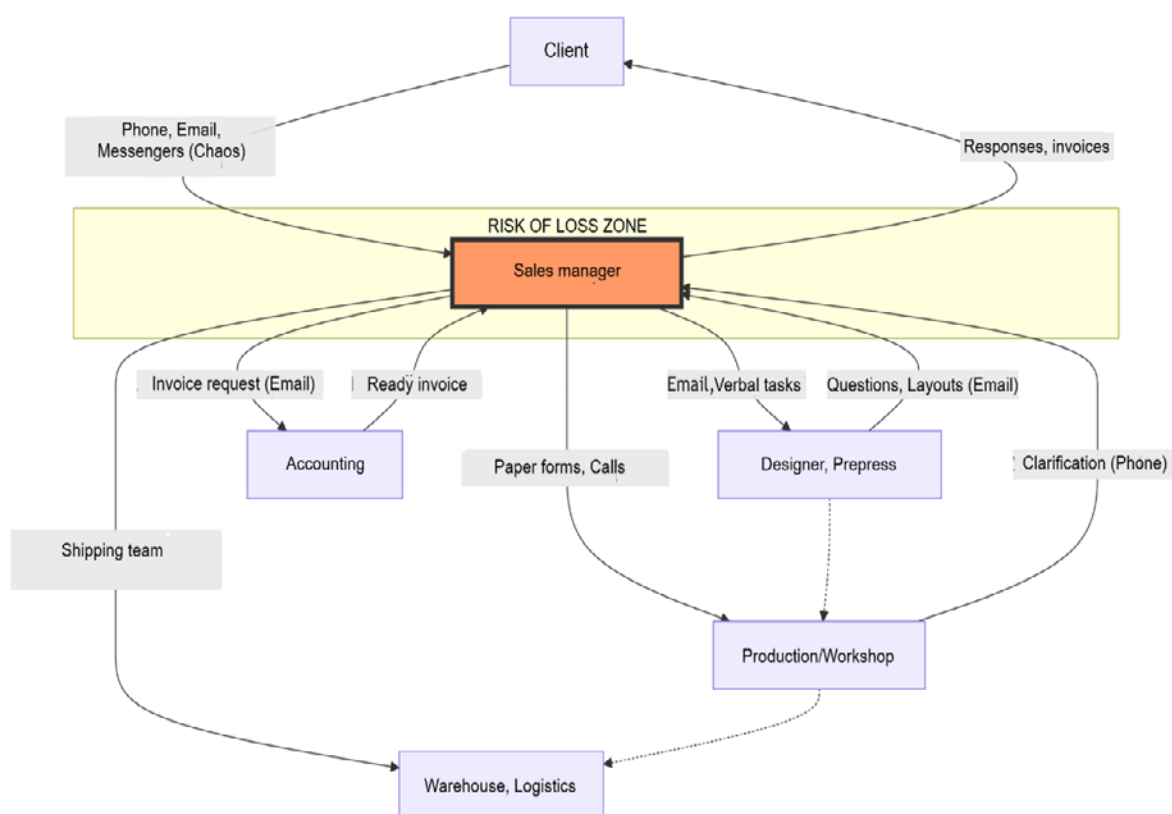 Client
Phone, Email,
Messengers (Chaos)
Responses, invoices
RISK OF LOSS ZONE
Sales manager
Invoice request (Email)
Ready invoice
Email,Verbal tasks
Questions, Layouts (Email)
Accounting
Paper forms, Calls
Designer, Prepress
Clarification (Phone)
Shipping team
Production/Workshop
Warehouse, Logistics